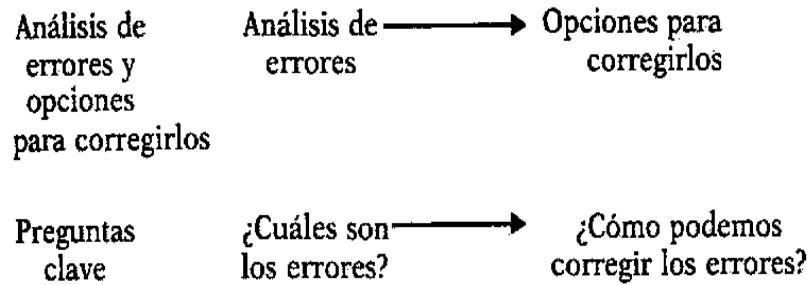 Análisis de
errores y
opciones
para corregirlos
Análisis de
errores
Opciones para
corregirlos
Preguntas
clave
¿Cuáles son
los errores?
¿Cómo podemos
corregir los errores?